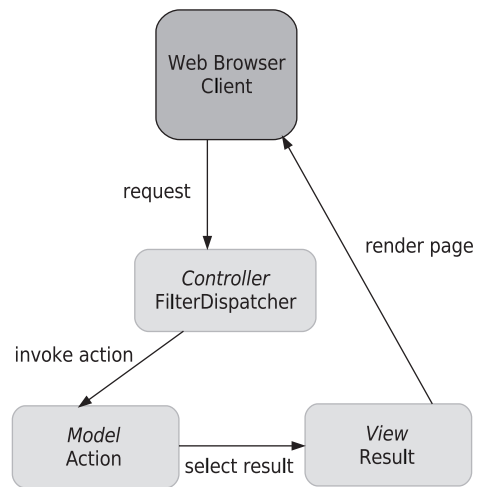 Web Browser
Client
request
render page
Controller
FilterDispatcher
invoke action
Model
Action
select result
View
Result